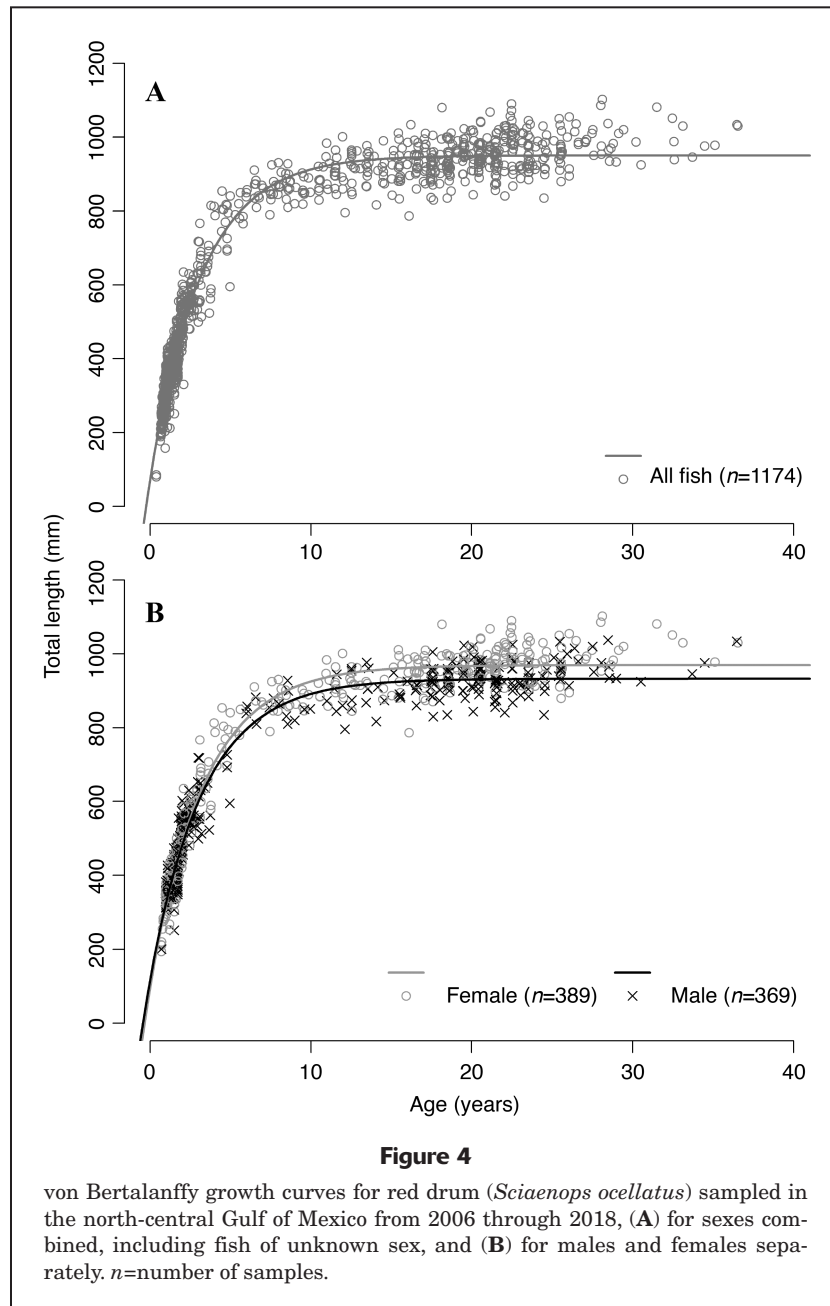 A
1200
1000
800
600
400
200
0
All fish (n=1174)
0 10 20 30 40
Total length (mm)
B
1200
1000
800
600
400
200
0
Female (n=389) Male (n=369)
0 10 20 30 40
Age (years)
Figure 4
von Bertalanffy growth curves for red drum (Sciaenops ocellatus) sampled in
the north-central Gulf of Mexico from 2006 through 2018, (A) for sexes com-
bined, including fish of unknown sex, and (B) for males and females sepa-
rately. n=number of samples.